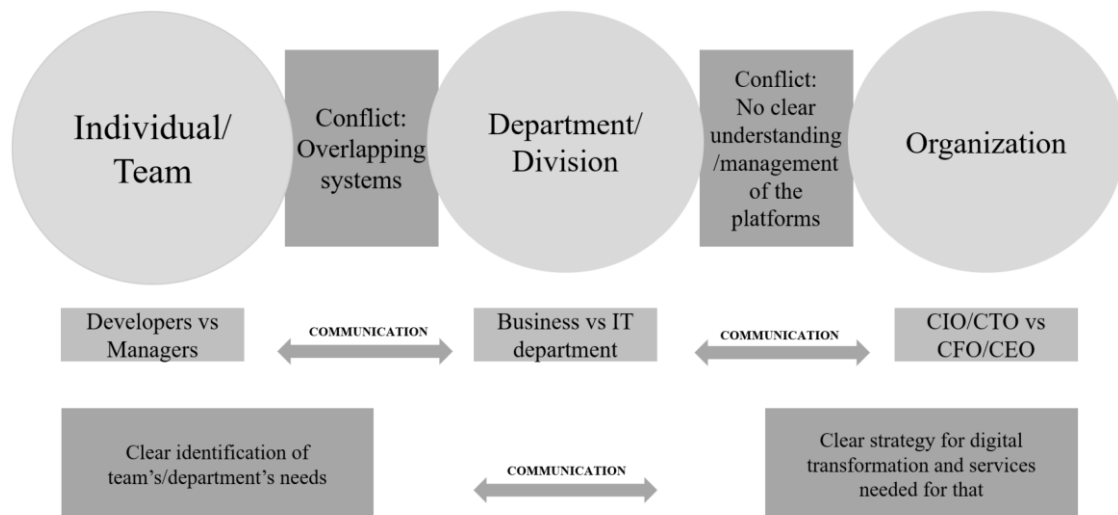 Individual/
Team
Conflict:
Overlapping
systems
Department/
Division
Conflict:
No clear
understanding
/management
of the
platforms
Organization
Developers vs
Managers
COMMUNICATION
Business vs IT
department
COMMUNICATION
CIO/CTO vs
CFO/CEO
Clear identification of
team's/department's needs
COMMUNICATION
Clear strategy for digital
transformation and services
needed for that